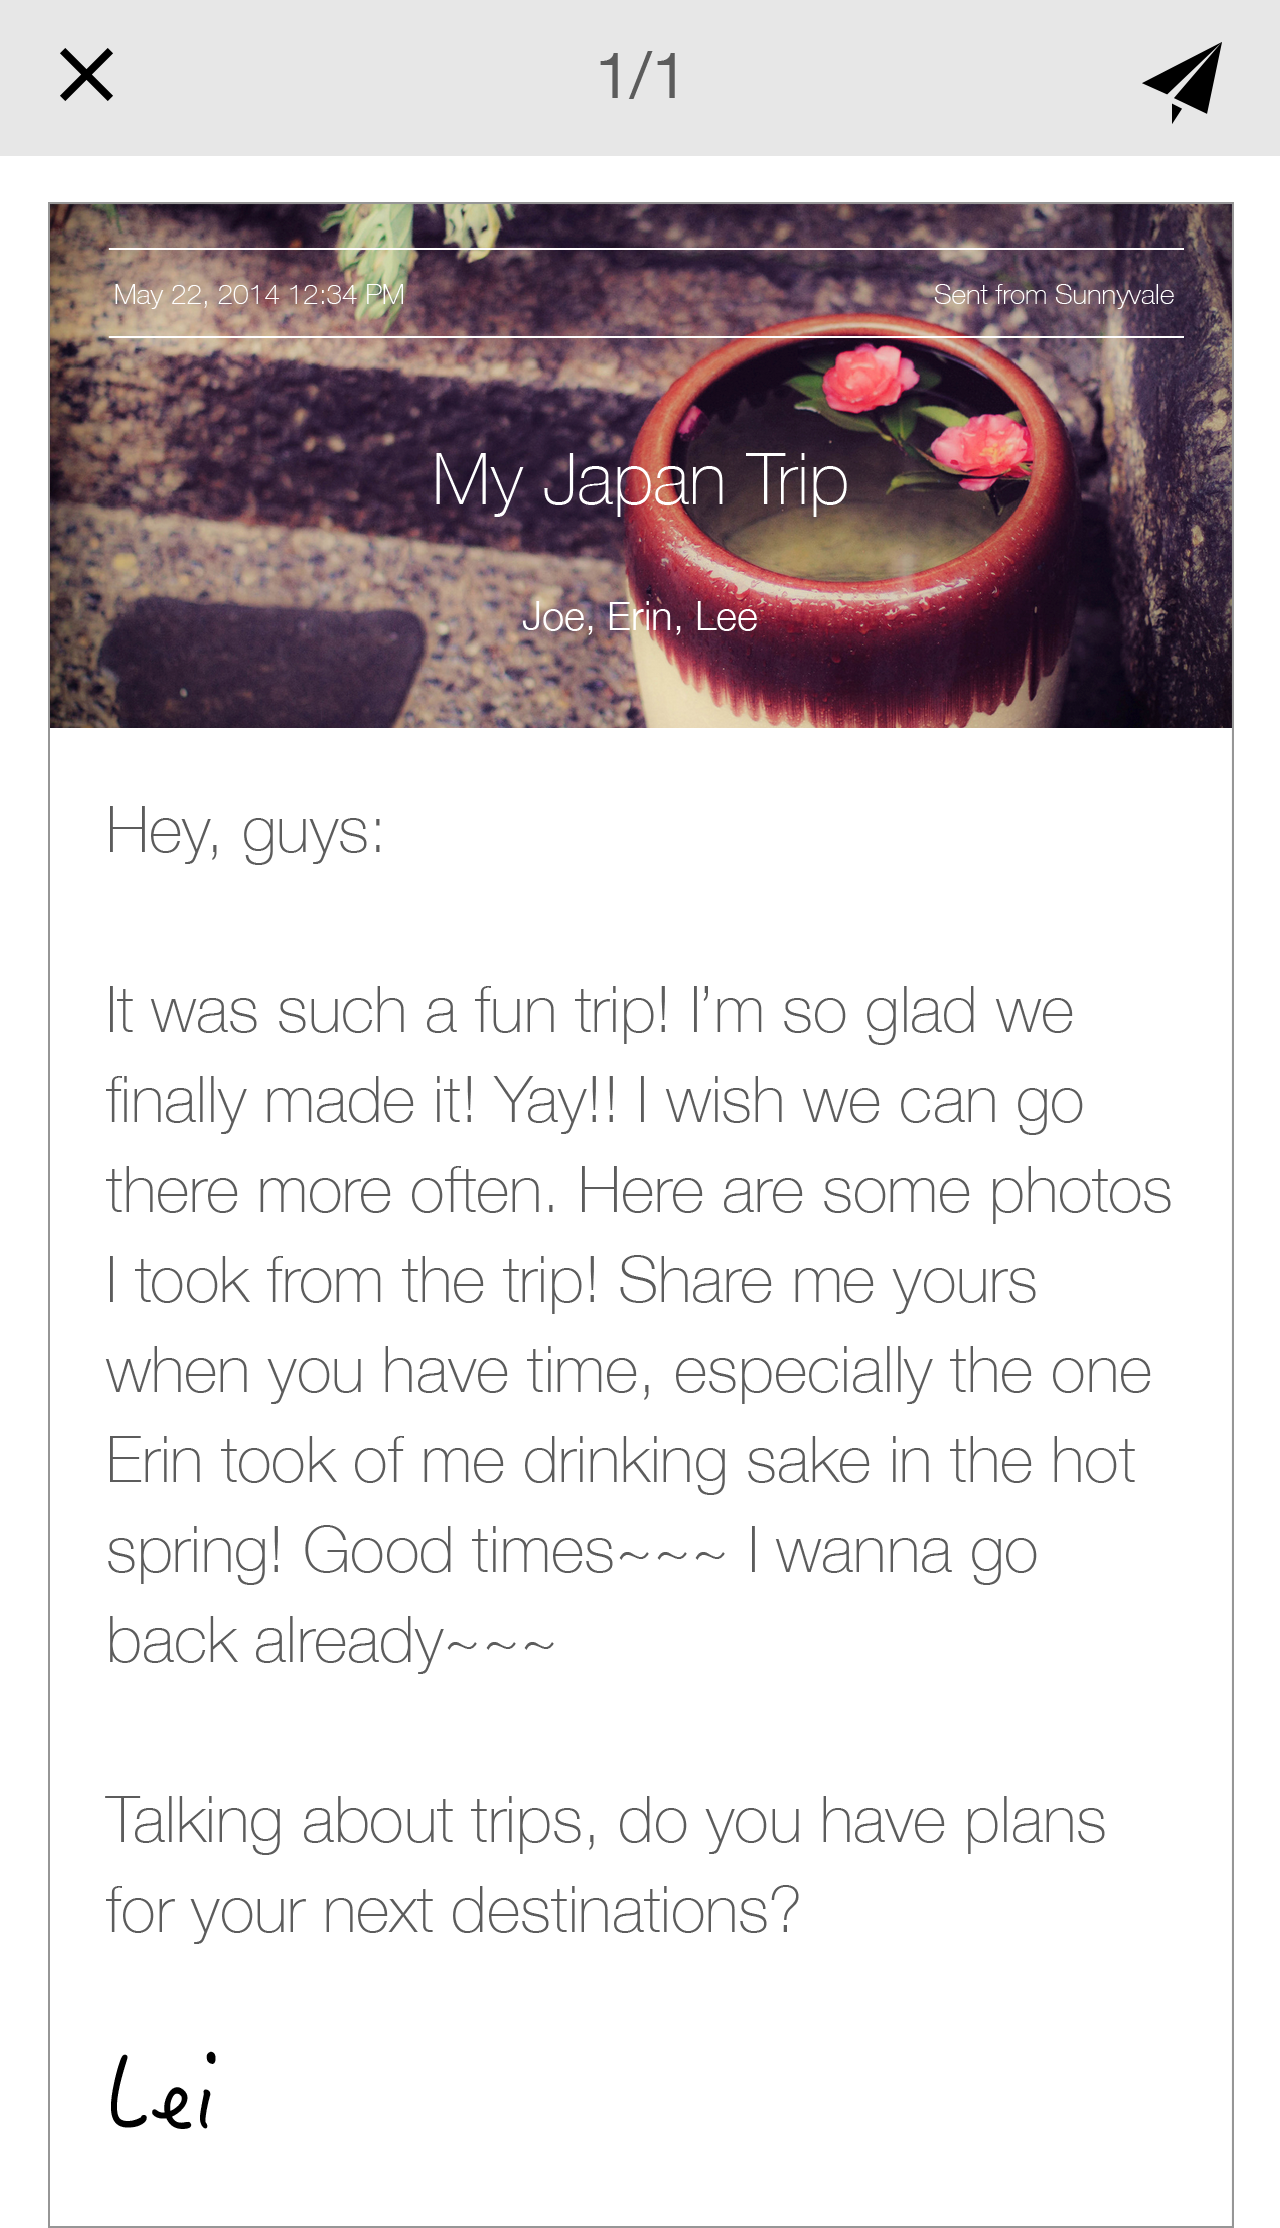 1/1
May 22, 2014 12:34 PM Sent from Sunnyvale
My Japan Trip
Joe, Erin, Lee
Hey, guys:
It was such a fun trip! I’m so glad we
finally made it! Yay!! I wish we can go
there more often. Here are some photos
I took from the trip! Share me yours
when you have time, especially the one
Erin took of me drinking sake in the hot
spring! Good times~~~ I wanna go
back already~~~
Talking about trips, do you have plans
for your next destinations?
Lei